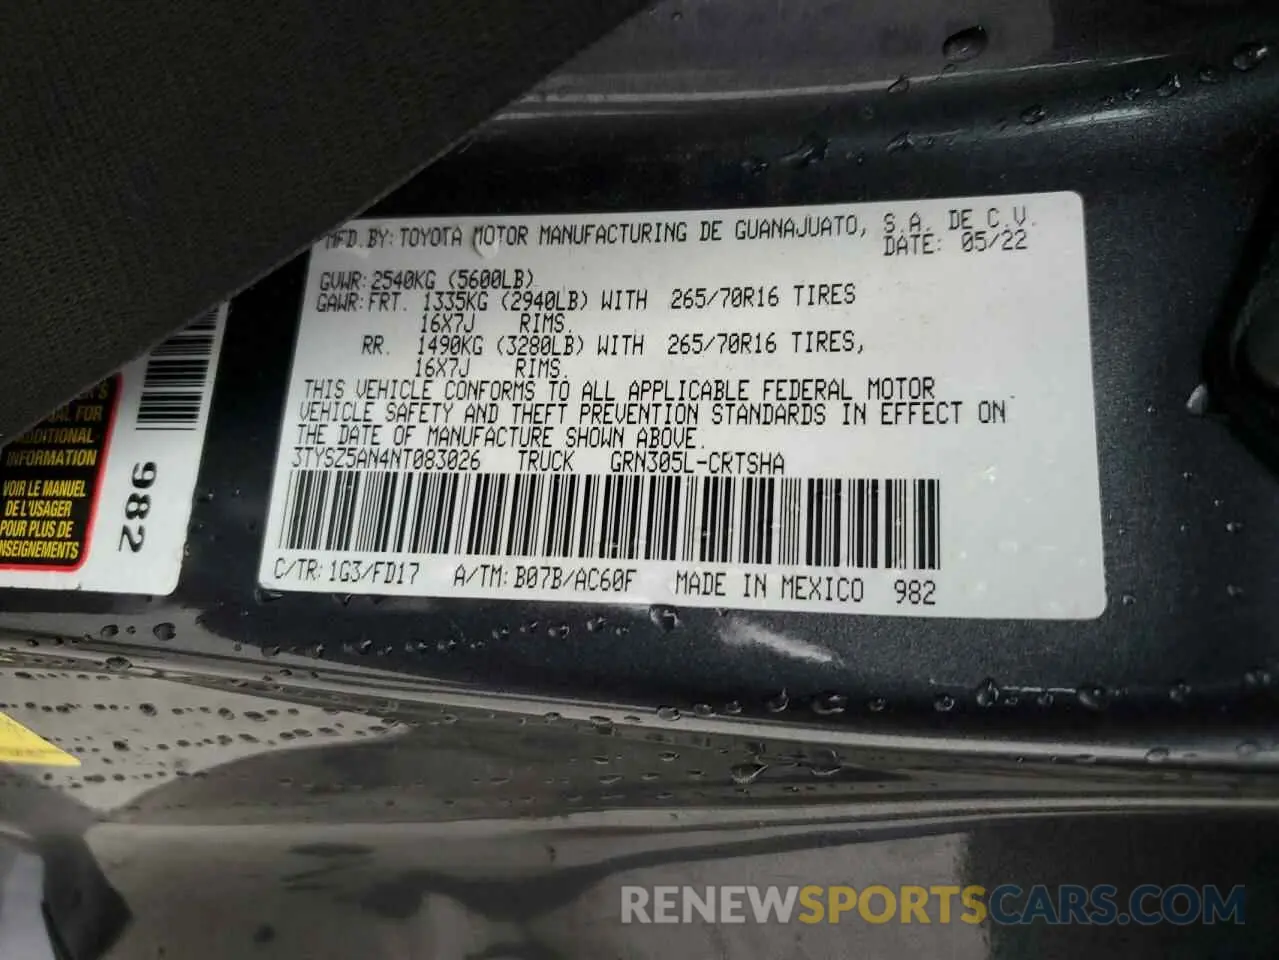 MFD.BY: TOYOTA MOTOR MANUFACTURING DE GUANAJUATO, S.A. DE C.V.
DATE: 05/22
GVWR: 2540KG (5600LB)
GAWR: FRT. 1335KG (2940LB) WITH 265/70R16 TIRES
16X7J RIMS.
RR. 1490KG (3280LB) WITH 265/70R16 TIRES,
16X7J RIMS.
THIS VEHICLE CONFORMS TO ALL APPLICABLE FEDERAL MOTOR
VEHICLE SAFETY AND THEFT PREVENTION STANDARDS IN EFFECT ON
THE DATE OF MANUFACTURE SHOWN ABOVE.
3TYSZ5AN4NT083026 TRUCK GRN305L-CRTSHA
C/TR: 1G3/FD17 A/TM: B07B/AC60F MADE IN MEXICO 982
FOR
ADDITIONAL
INFORMATION
VOIR LE MANUEL
DE L'USAGER
POUR PLUS DE
982
RENEWSPORTSCARS.COM